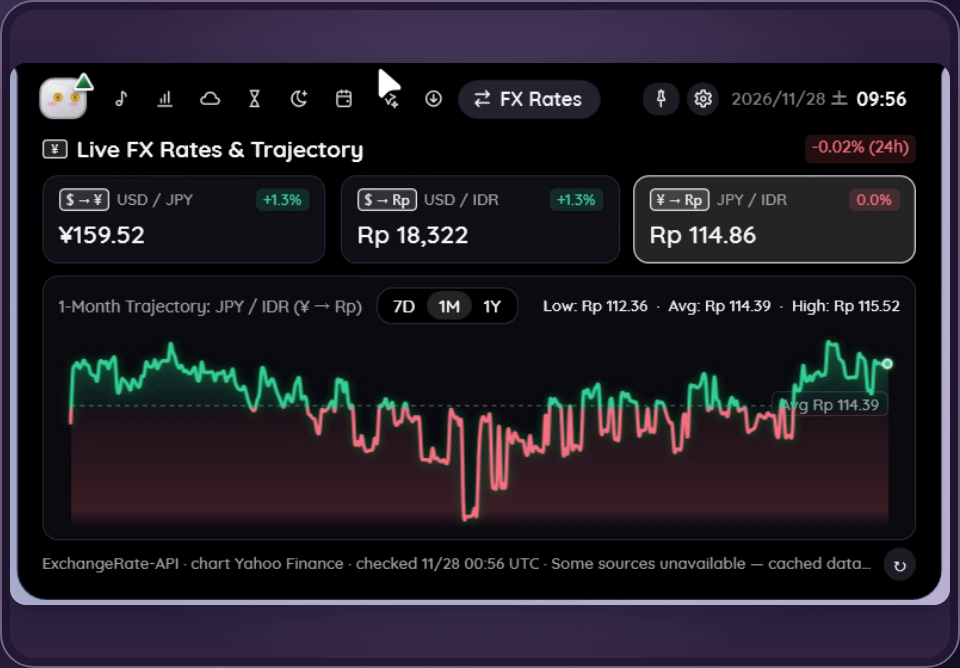 FX Rates
2026/11/28 土 09:56
¥ Live FX Rates & Trajectory
-0.02% (24h)
$ → ¥ USD / JPY +1.3%
¥159.52
$ → Rp USD / IDR +1.3%
Rp 18,322
¥ → Rp JPY / IDR 0.0%
Rp 114.86
1-Month Trajectory: JPY / IDR (¥ → Rp) 7D 1M 1Y Low: Rp 112.36 · Avg: Rp 114.39 · High: Rp 115.52
Avg Rp 114.39
ExchangeRate-API · chart Yahoo Finance · checked 11/28 00:56 UTC · Some sources unavailable — cached data…